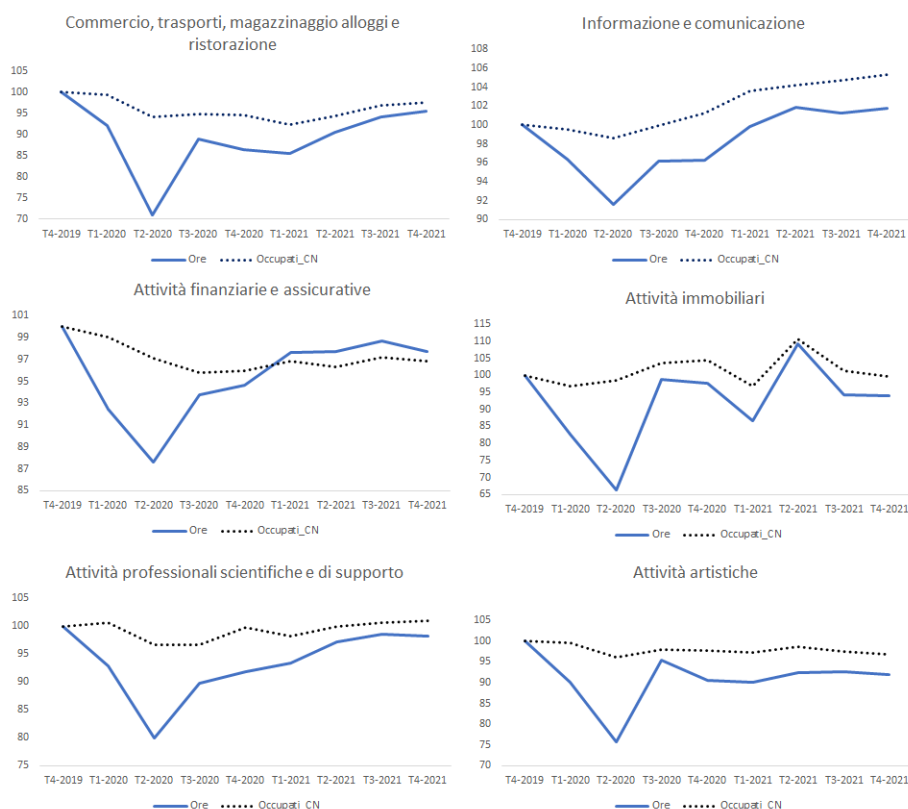 Commercio, trasporti, magazzinaggio alloggi e
ristorazione
105
100
95
90
85
80
75
70
T4-2019 T1-2020 T2-2020 T3-2020 T4-2020 T1-2021 T2-2021 T3-2021 T4-2021
Ore Occupati_CN
Informazione e comunicazione
108
106
104
102
100
98
96
94
92
90
T4-2019 T1-2020 T2-2020 T3-2020 T4-2020 T1-2021 T2-2021 T3-2021 T4-2021
Ore Occupati_CN
Attività finanziarie e assicurative
101
99
97
95
93
91
89
87
85
T4-2019 T1-2020 T2-2020 T3-2020 T4-2020 T1-2021 T2-2021 T3-2021 T4-2021
Ore Occupati_CN
Attività immobiliari
115
110
105
100
95
90
85
80
75
70
65
T4-2019 T1-2020 T2-2020 T3-2020 T4-2020 T1-2021 T2-2021 T3-2021 T4-2021
Ore Occupati_CN
Attività professionali scientifiche e di supporto
105
100
95
90
85
80
75
T4-2019 T1-2020 T2-2020 T3-2020 T4-2020 T1-2021 T2-2021 T3-2021 T4-2021
Ore Occupati_CN
Attività artistiche
105
100
95
90
85
80
75
70
T4-2019 T1-2020 T2-2020 T3-2020 T4-2020 T1-2021 T2-2021 T3-2021 T4-2021
Ore Occupati_CN